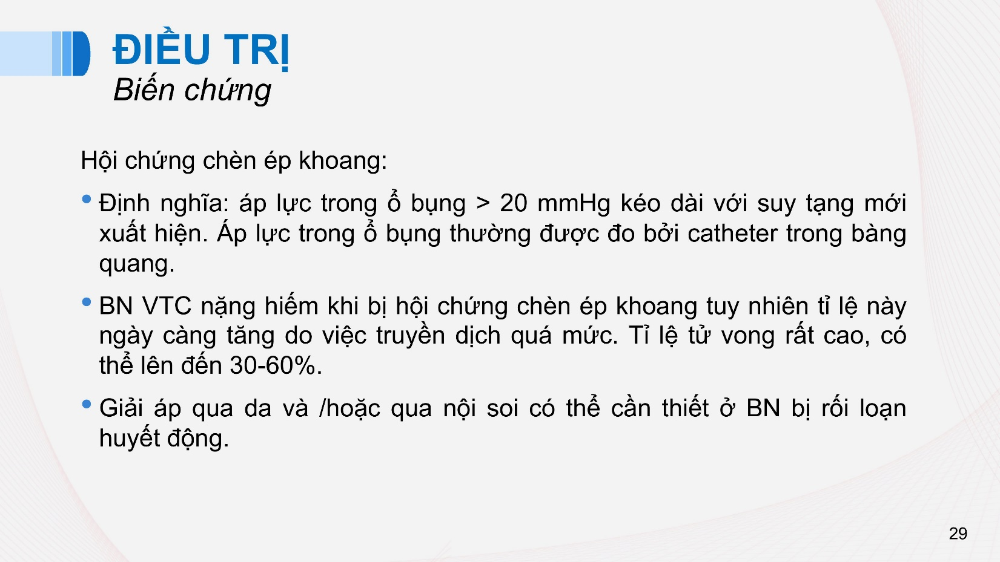 ĐIỀU TRỊ
Biến chứng
Hội chứng chèn ép khoang:
• Định nghĩa: áp lực trong ổ bụng > 20 mmHg kéo dài với suy tạng mới
xuất hiện. Áp lực trong ổ bụng thường được đo bởi catheter trong bàng
quang.
• BN VTC nặng hiếm khi bị hội chứng chèn ép khoang tuy nhiên tỉ lệ này
ngày càng tăng do việc truyền dịch quá mức. Tỉ lệ tử vong rất cao, có
thể lên đến 30-60%.
• Giải áp qua da và /hoặc qua nội soi có thể cần thiết ở BN bị rối loạn
huyết động.
29